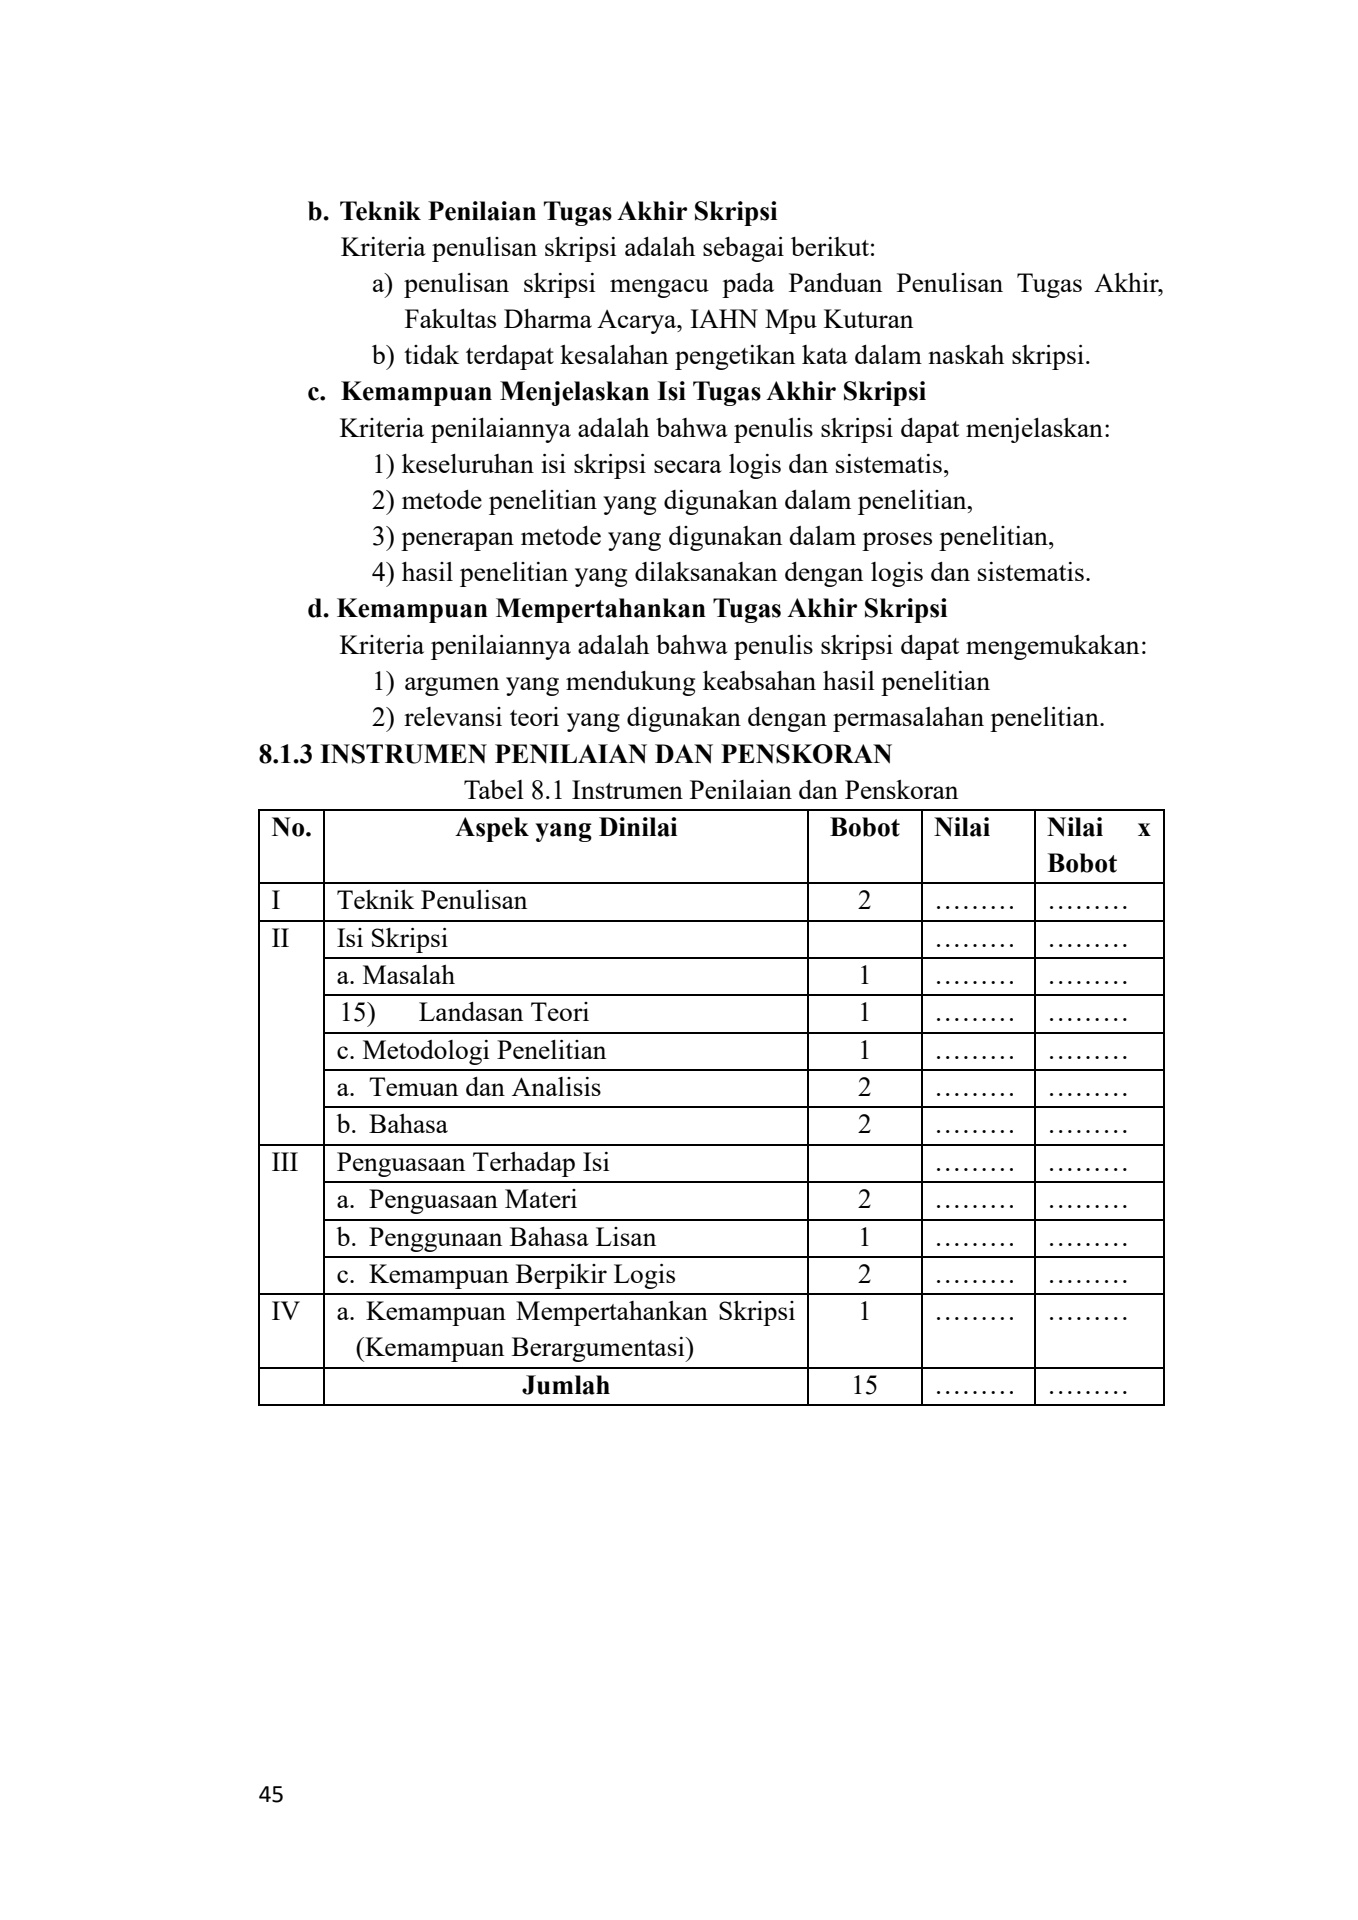 b. Teknik Penilaian Tugas Akhir Skripsi
Kriteria penulisan skripsi adalah sebagai berikut:
a) penulisan skripsi mengacu pada Panduan Penulisan Tugas Akhir,
Fakultas Dharma Acarya, IAHN Mpu Kuturan
b) tidak terdapat kesalahan pengetikan kata dalam naskah skripsi.
c. Kemampuan Menjelaskan Isi Tugas Akhir Skripsi
Kriteria penilaiannya adalah bahwa penulis skripsi dapat menjelaskan:
1) keseluruhan isi skripsi secara logis dan sistematis,
2) metode penelitian yang digunakan dalam penelitian,
3) penerapan metode yang digunakan dalam proses penelitian,
4) hasil penelitian yang dilaksanakan dengan logis dan sistematis.
d. Kemampuan Mempertahankan Tugas Akhir Skripsi
Kriteria penilaiannya adalah bahwa penulis skripsi dapat mengemukakan:
1) argumen yang mendukung keabsahan hasil penelitian
2) relevansi teori yang digunakan dengan permasalahan penelitian.
8.1.3 INSTRUMEN PENILAIAN DAN PENSKORAN
Tabel 8.1 Instrumen Penilaian dan Penskoran
No. Aspek yang Dinilai Bobot Nilai Nilai x
Bobot
I Teknik Penulisan 2 ……… ………
II Isi Skripsi ……… ………
a. Masalah 1 ……… ………
15) Landasan Teori 1 ……… ………
c. Metodologi Penelitian 1 ……… ………
a. Temuan dan Analisis 2 ……… ………
b. Bahasa 2 ……… ………
III Penguasaan Terhadap Isi ……… ………
a. Penguasaan Materi 2 ……… ………
b. Penggunaan Bahasa Lisan 1 ……… ………
c. Kemampuan Berpikir Logis 2 ……… ………
IV a. Kemampuan Mempertahankan Skripsi 1 ……… ………
(Kemampuan Berargumentasi)
Jumlah 15 ……… ………
45